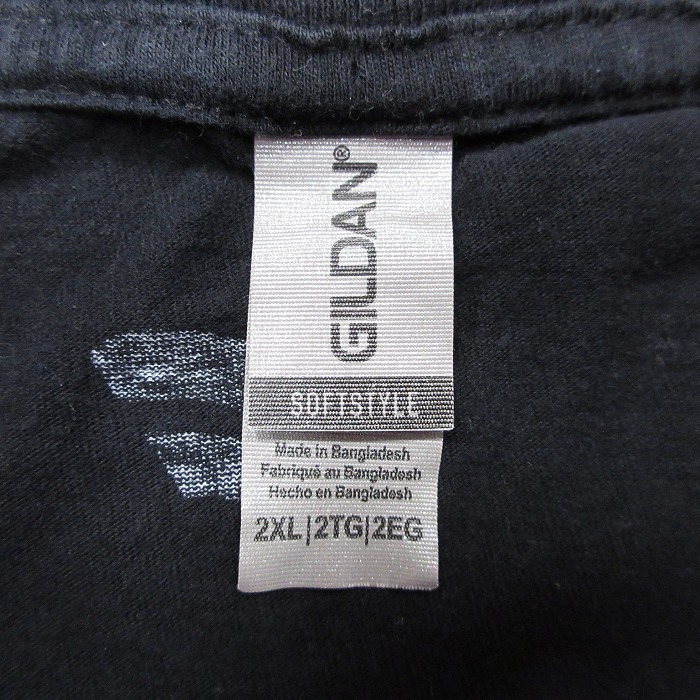 GILDAN®
SOFTSTYLE
Made in Bangladesh
Fabriqué au Bangladesh
Hecho en Bangladesh
2XL|2TG|2EG